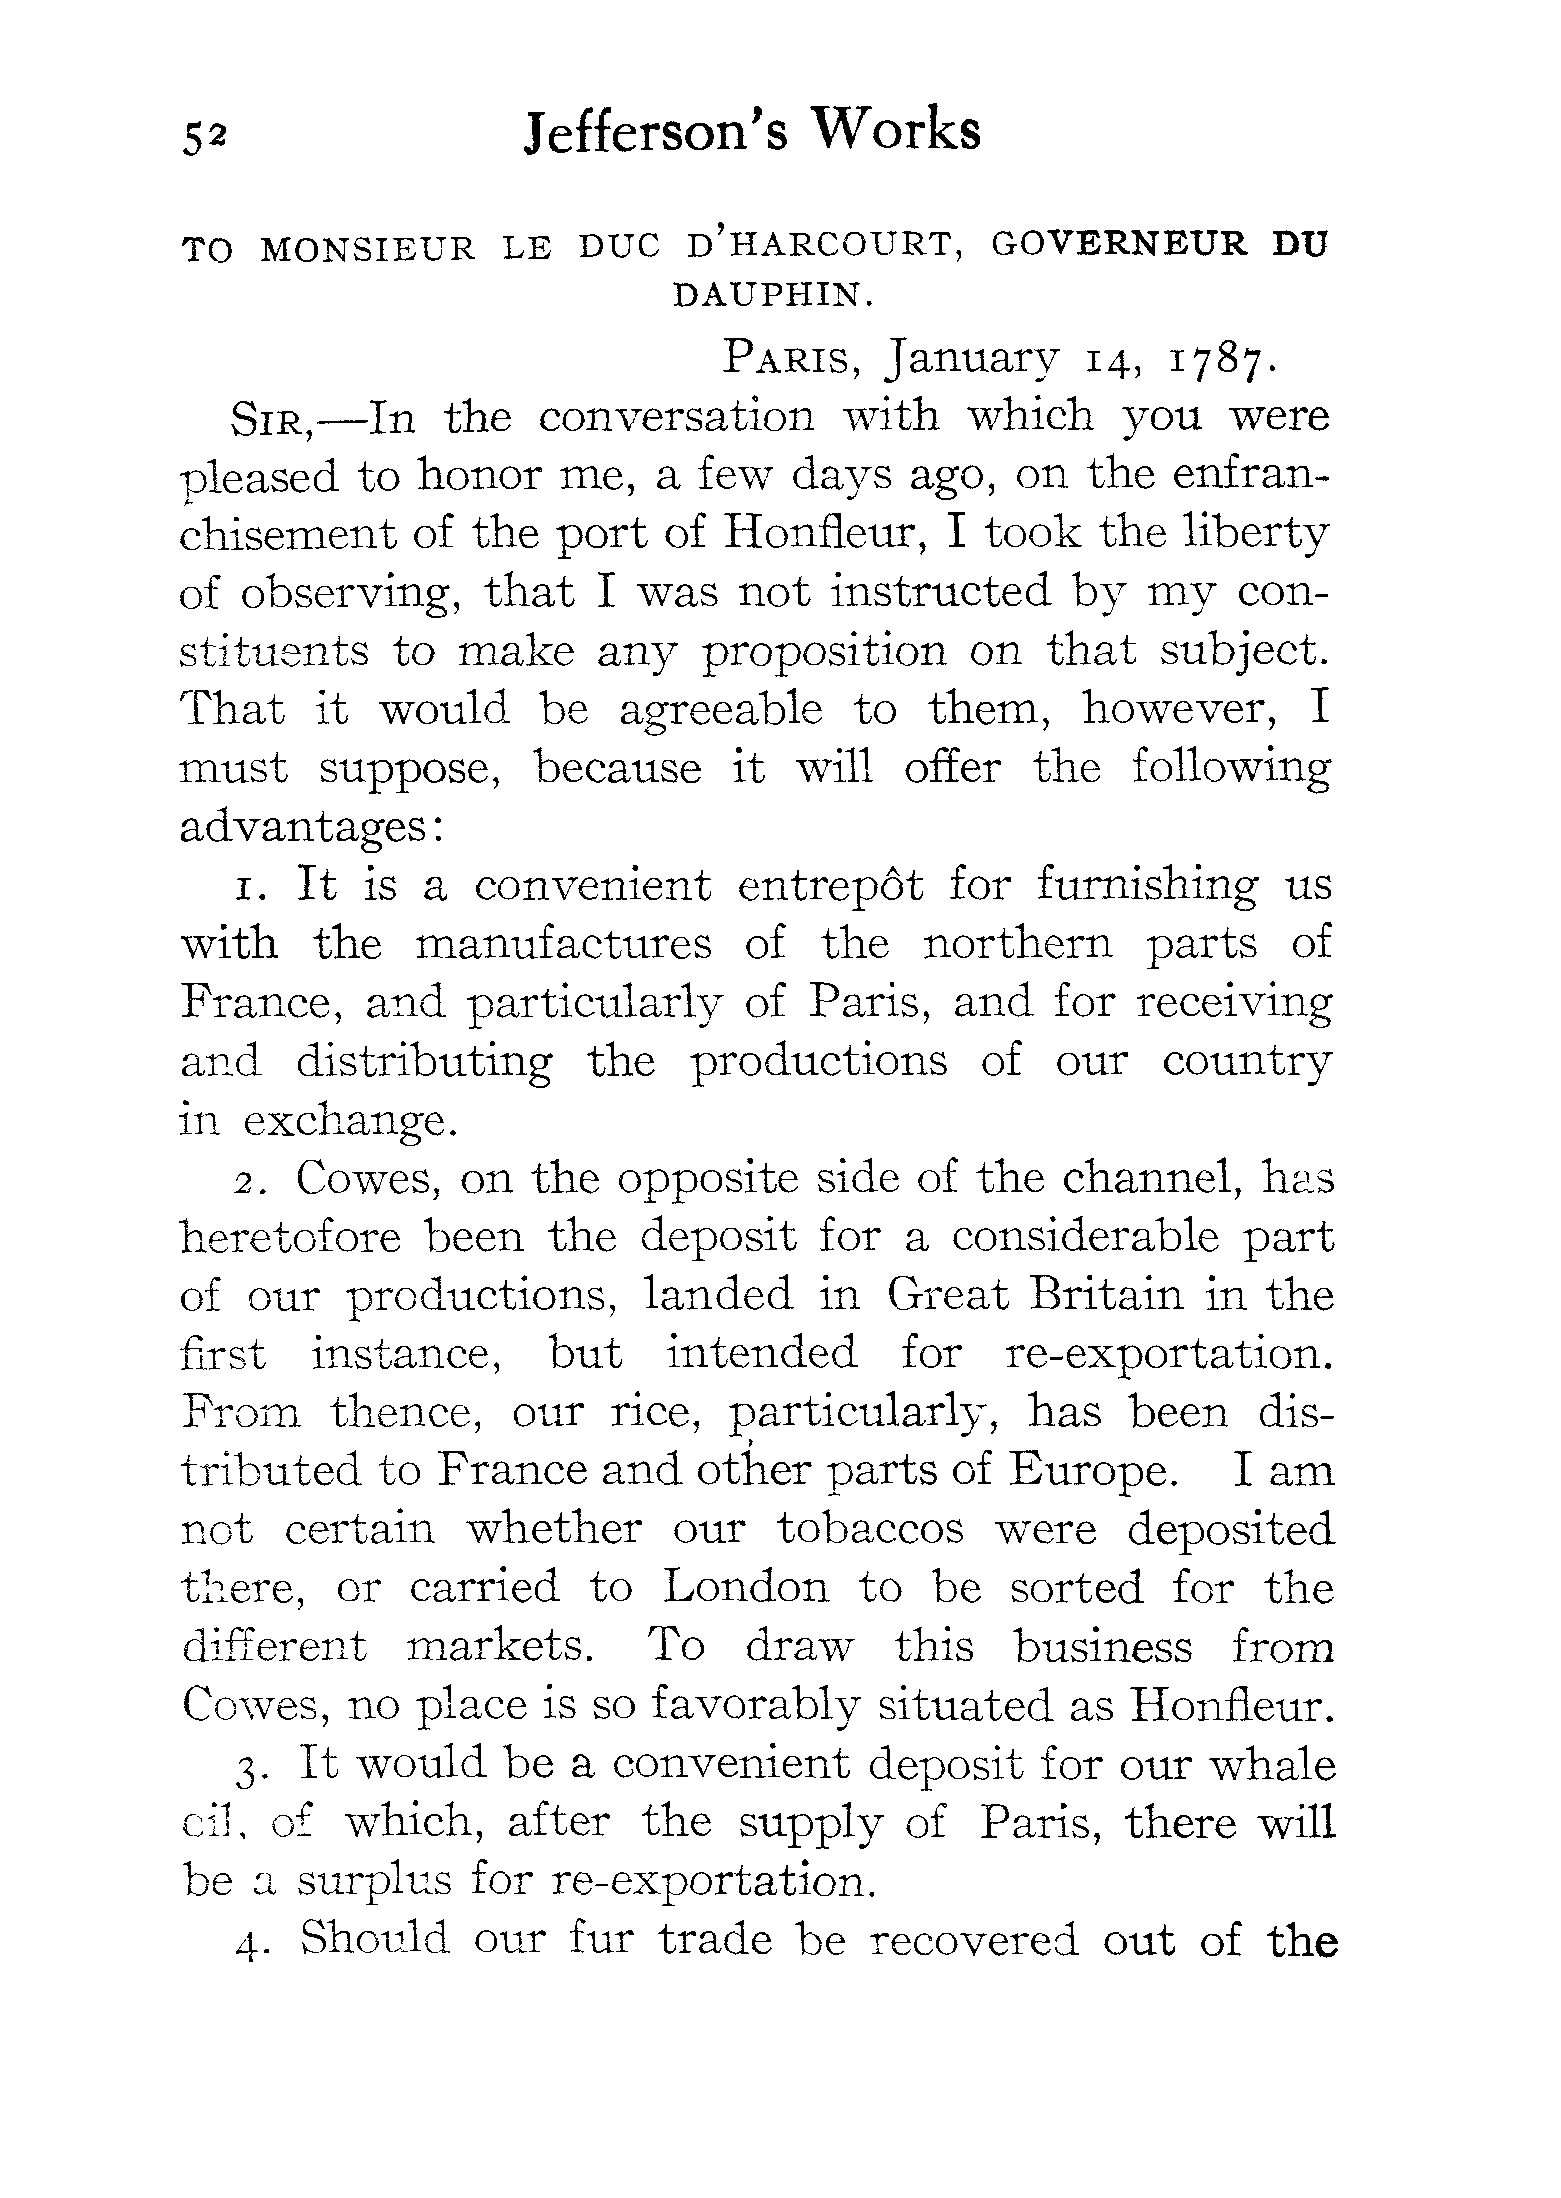 52 Jefferson's Works
TO MONSIEUR LE DUC D'HARCOURT, GOVERNEUR DU
DAUPHIN.
PARIS, January 14, 1787.
SIR,—In the conversation with which you were
pleased to honor me, a few days ago, on the enfran-
chisement of the port of Honfleur, I took the liberty
of observing, that I was not instructed by my con-
stituents to make any proposition on that subject.
That it would be agreeable to them, however, I
must suppose, because it will offer the following
advantages:
1. It is a convenient entrepôt for furnishing us
with the manufactures of the northern parts of
France, and particularly of Paris, and for receiving
and distributing the productions of our country
in exchange.
2. Cowes, on the opposite side of the channel, has
heretofore been the deposit for a considerable part
of our productions, landed in Great Britain in the
first instance, but intended for re-exportation.
From thence, our rice, particularly, has been dis-
tributed to France and other parts of Europe. I am
not certain whether our tobaccos were deposited
there, or carried to London to be sorted for the
different markets. To draw this business from
Cowes, no place is so favorably situated as Honfleur.
3. It would be a convenient deposit for our whale
oil, of which, after the supply of Paris, there will
be a surplus for re-exportation.
4. Should our fur trade be recovered out of the